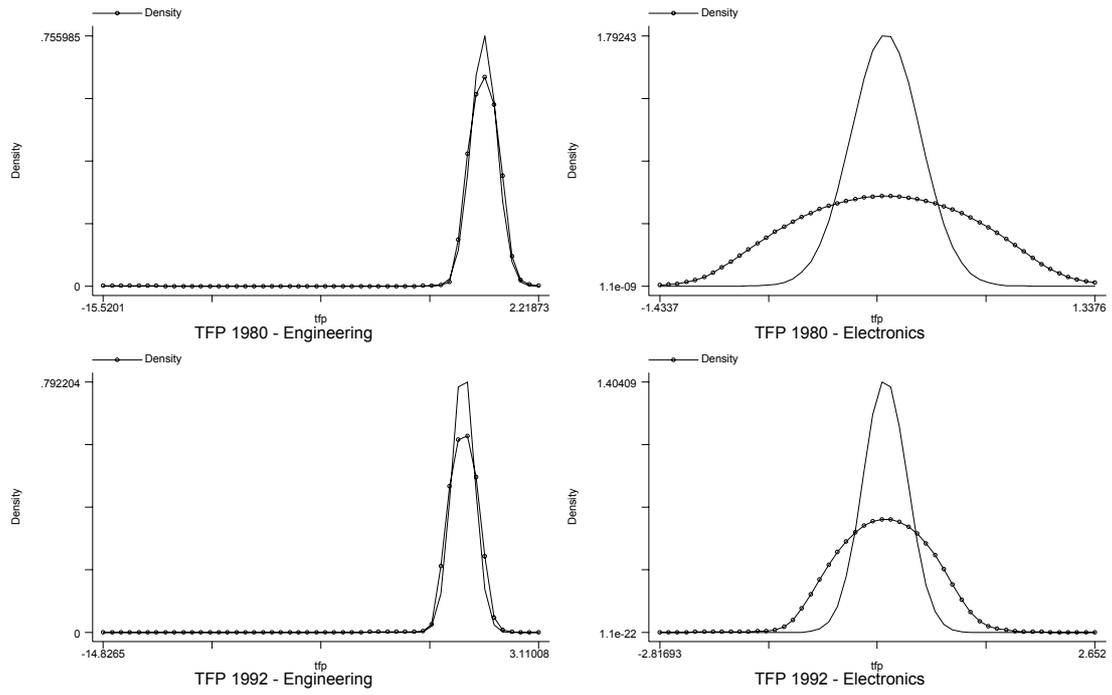 Density
.755985
Density
0
-15.5201
tfp
2.21873
TFP 1980 - Engineering
Density
1.79243
Density
1.1e-09
-1.4337
tfp
1.3376
TFP 1980 - Electronics
Density
.792204
Density
0
-14.8265
tfp
3.11008
TFP 1992 - Engineering
Density
1.40409
Density
1.1e-22
-2.81693
tfp
2.652
TFP 1992 - Electronics